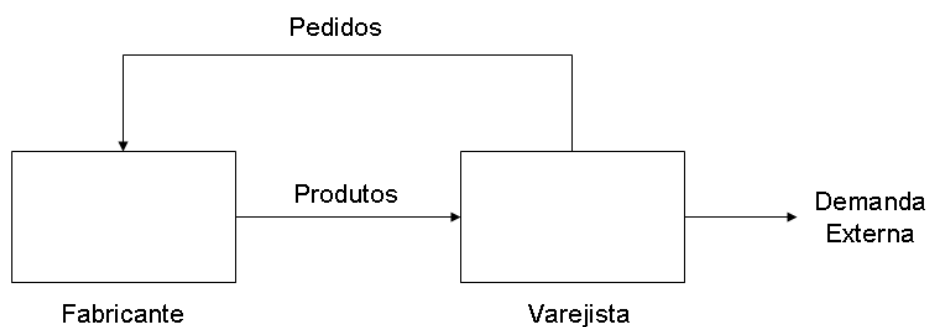 Pedidos
Produtos
Demanda
Externa
Fabricante
Varejista